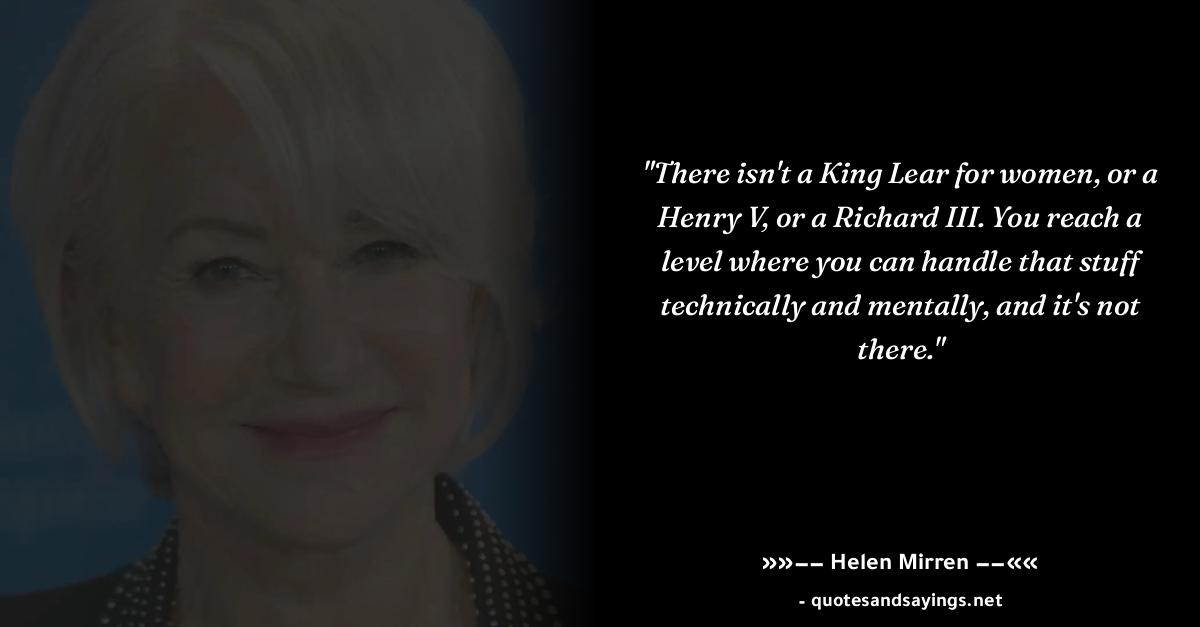 "There isn't a King Lear for women, or a
Henry V, or a Richard III. You reach a
level where you can handle that stuff
technically and mentally, and it's not
there."
»»−− Helen Mirren −−««
- quotesandsayings.net